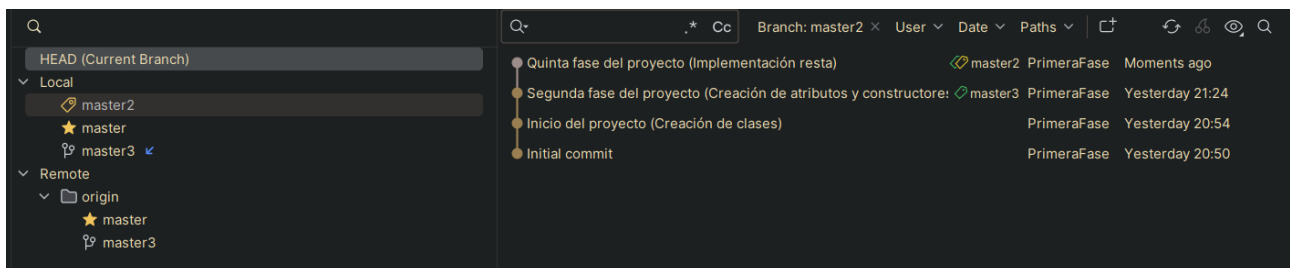 .* Cc Branch: master2 × User Date Paths
HEAD (Current Branch)
Local
master2
master
master3
Remote
origin
master
master3
Quinta fase del proyecto (Implementación resta) master2 PrimeraFase Moments ago
Segunda fase del proyecto (Creación de atributos y constructores master3 PrimeraFase Yesterday 21:24
Inicio del proyecto (Creación de clases) PrimeraFase Yesterday 20:54
Initial commit PrimeraFase Yesterday 20:50